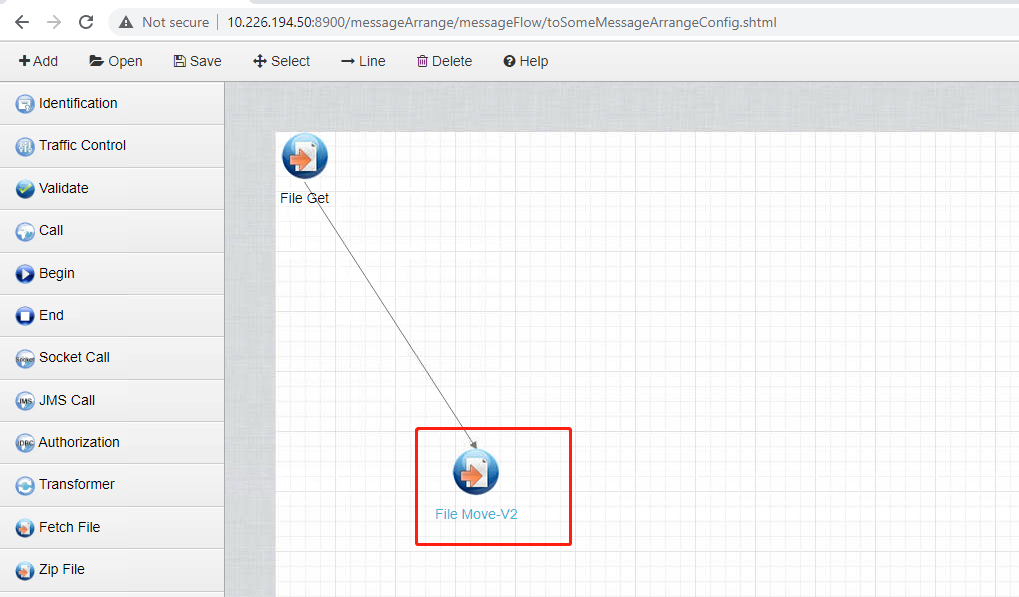 Not secure
10.226.194.50:8900/messageArrange/messageFlow/toSomeMessageArrangeConfig.shtml
Add Open Save Select Line Delete Help
Identification
Traffic Control
Validate
Call
Begin
End
Socket Call
JMS Call
Authorization
Transformer
Fetch File
Zip File
File Get
File Move-V2